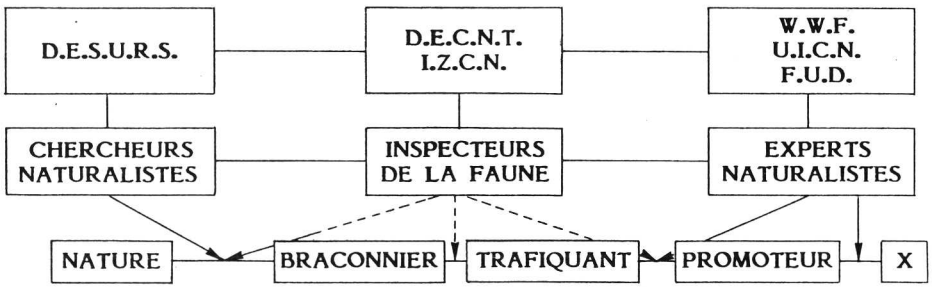 D.E.S.U.R.S.
D.E.C.N.T.
I.Z.C.N.
W.W.F.
U.I.C.N.
F.U.D.
CHERCHEURS
NATURALISTES
INSPECTEURS
DE LA FAUNE
EXPERTS
NATURALISTES
NATURE
BRACONNIER
TRAFIQUANT
PROMOTEUR
X